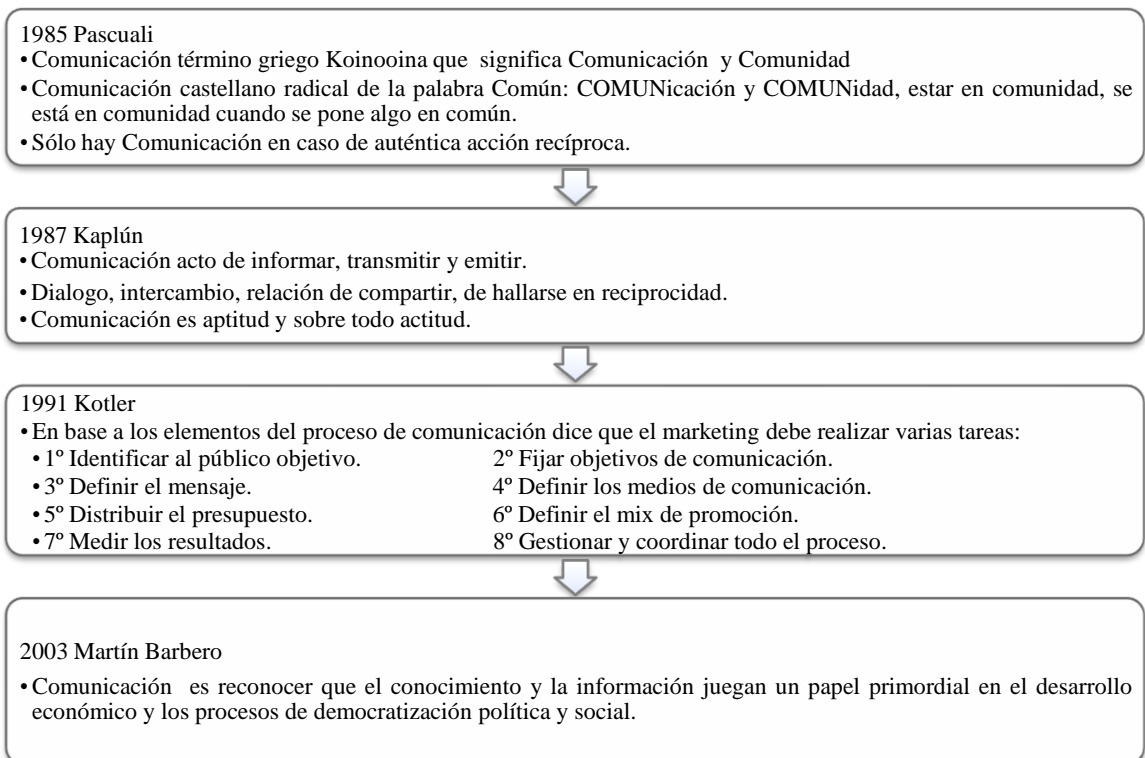 1985 Pascuali
• Comunicación término griego Koinooina que significa Comunicación y Comunidad
• Comunicación castellano radical de la palabra Común: COMUNicación y COMUNidad, estar en comunidad, se
está en comunidad cuando se pone algo en común.
• Sólo hay Comunicación en caso de auténtica acción recíproca.
1987 Kaplún
• Comunicación acto de informar, transmitir y emitir.
• Dialogo, intercambio, relación de compartir, de hallarse en reciprocidad.
• Comunicación es aptitud y sobre todo actitud.
1991 Kotler
• En base a los elementos del proceso de comunicación dice que el marketing debe realizar varias tareas:
• 1º Identificar al público objetivo. 2º Fijar objetivos de comunicación.
• 3º Definir el mensaje. 4º Definir los medios de comunicación.
• 5º Distribuir el presupuesto. 6º Definir el mix de promoción.
• 7º Medir los resultados. 8º Gestionar y coordinar todo el proceso.
2003 Martín Barbero
• Comunicación es reconocer que el conocimiento y la información juegan un papel primordial en el desarrollo
económico y los procesos de democratización política y social.